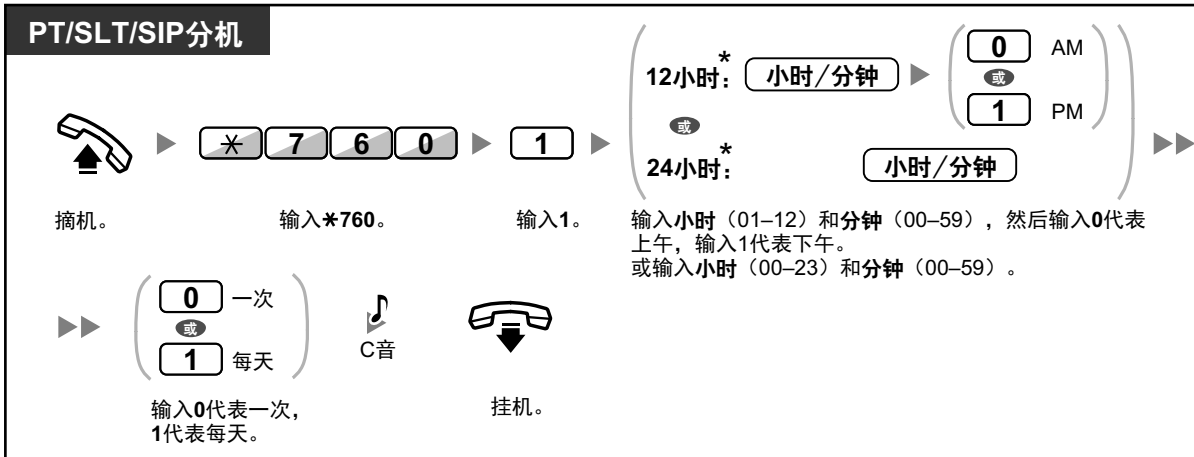 PT/SLT/SIP分机
12小时:* 小时/分钟
0 AM
或
1 PM
或
24小时:* 小时/分钟
* 7 6 0
1
摘机。
输入*760。
输入1。
输入小时(01–12)和分钟(00–59),然后输入0代表
上午,输入1代表下午。
或输入小时(00–23)和分钟(00–59)。
0 一次
或
1 每天
C音
输入0代表一次,
1代表每天。
挂机。